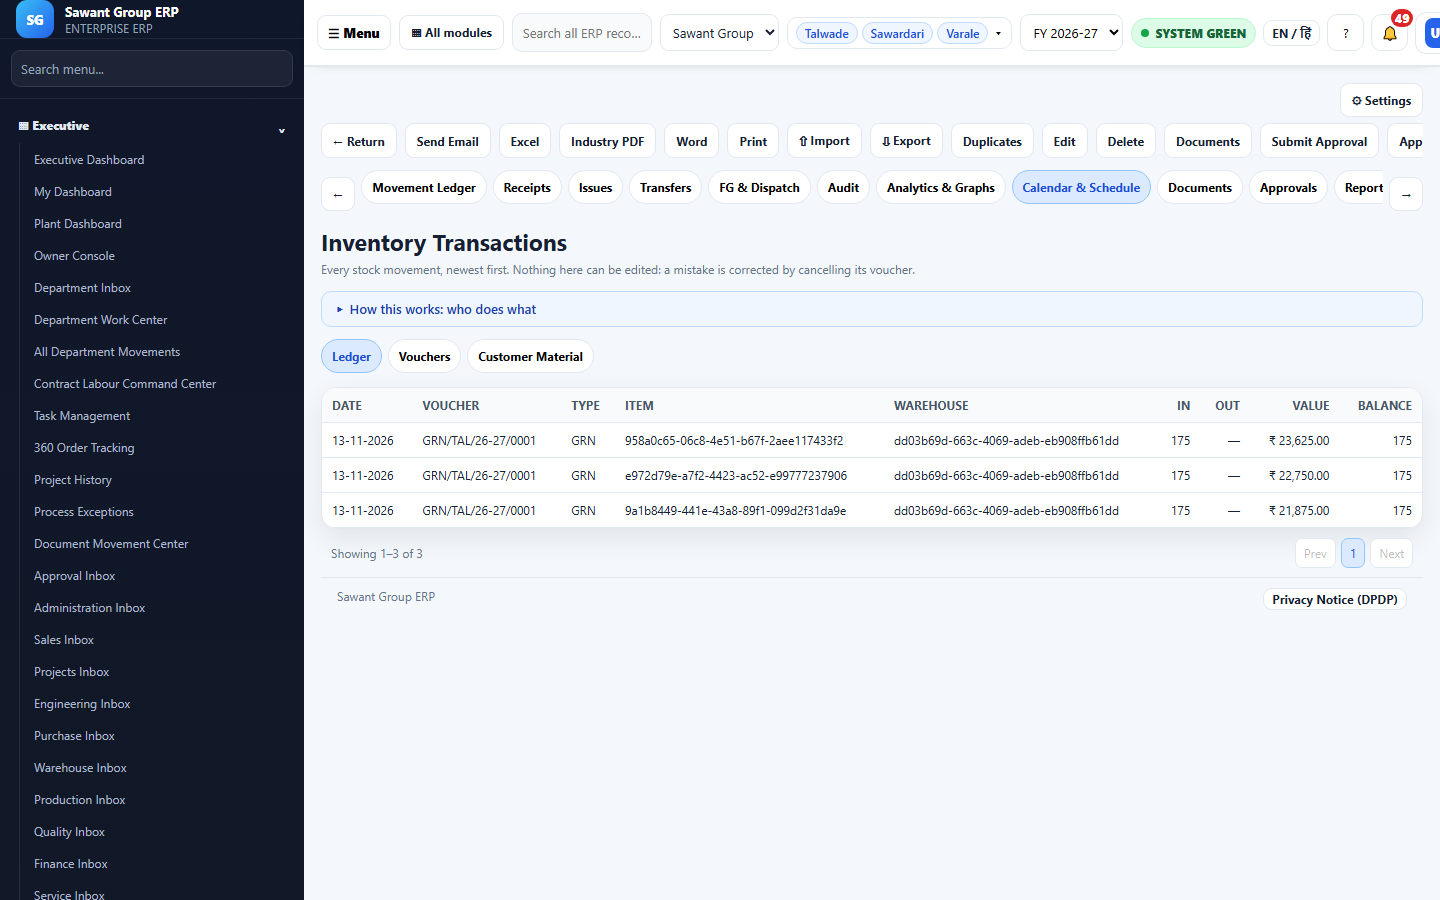 SG
Sawant Group ERP
ENTERPRISE ERP
Search menu...
Executive
Executive Dashboard
My Dashboard
Plant Dashboard
Owner Console
Department Inbox
Department Work Center
All Department Movements
Contract Labour Command Center
Task Management
360 Order Tracking
Project History
Process Exceptions
Document Movement Center
Approval Inbox
Administration Inbox
Sales Inbox
Projects Inbox
Engineering Inbox
Purchase Inbox
Warehouse Inbox
Production Inbox
Quality Inbox
Finance Inbox
Service Inbox
☰ Menu
All modules
Search all ERP reco...
Sawant Group
Talwade Sawardari Varale
FY 2026-27
SYSTEM GREEN
EN / हिं
?
49
U
⚙ Settings
← Return Send Email Excel Industry PDF Word Print ⇧ Import ⇩ Export Duplicates Edit Delete Documents Submit Approval App
← Movement Ledger Receipts Issues Transfers FG & Dispatch Audit Analytics & Graphs Calendar & Schedule Documents Approvals Report →
Inventory Transactions
Every stock movement, newest first. Nothing here can be edited: a mistake is corrected by cancelling its voucher.
▸ How this works: who does what
Ledger Vouchers Customer Material
DATE VOUCHER TYPE ITEM WAREHOUSE IN OUT VALUE BALANCE
13-11-2026 GRN/TAL/26-27/0001 GRN 958a0c65-06c8-4e51-b67f-2aee117433f2 dd03b69d-663c-4069-adeb-eb908ffb61dd 175 — ₹ 23,625.00 175
13-11-2026 GRN/TAL/26-27/0001 GRN e972d79e-a7f2-4423-ac52-e99777237906 dd03b69d-663c-4069-adeb-eb908ffb61dd 175 — ₹ 22,750.00 175
13-11-2026 GRN/TAL/26-27/0001 GRN 9a1b8449-441e-43a8-89f1-099d2f31da9e dd03b69d-663c-4069-adeb-eb908ffb61dd 175 — ₹ 21,875.00 175
Showing 1–3 of 3
Prev 1 Next
Sawant Group ERP
Privacy Notice (DPDP)